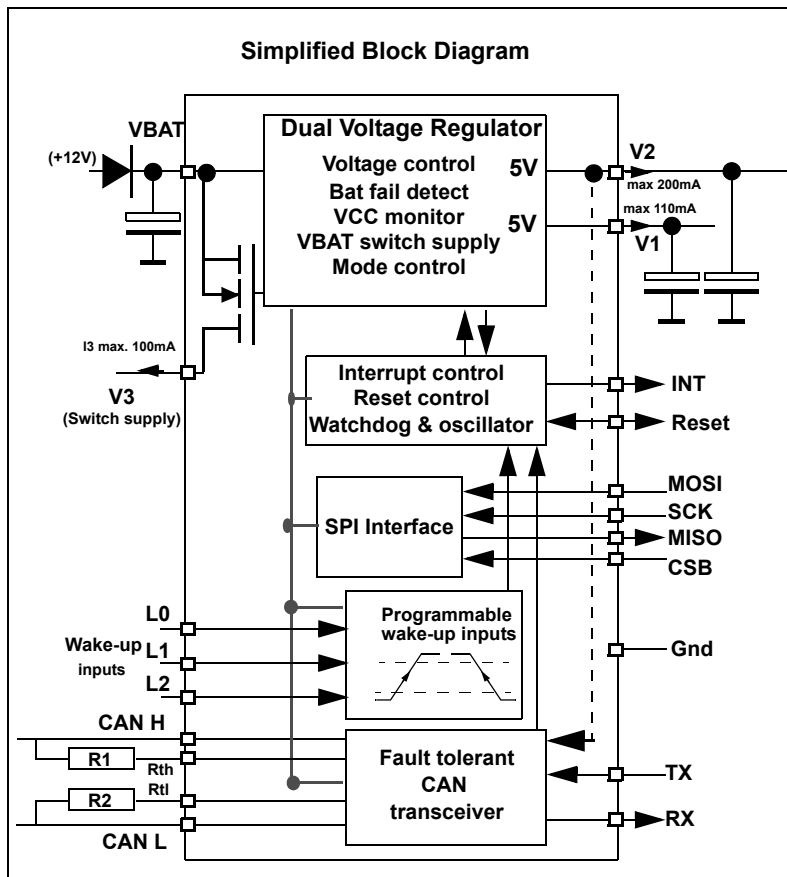 Simplified Block Diagram
VBAT
(+12V)
Dual Voltage Regulator
Voltage control
Bat fail detect
VCC monitor
VBAT switch supply
Mode control
5V
5V
V2
max 200mA
max 110mA
V1
I3 max. 100mA
V3
(Switch supply)
Interrupt control
Reset control
Watchdog & oscillator
INT
Reset
SPI Interface
MOSI
SCK
MISO
CSB
L0
Wake-up
inputs
L1
L2
Programmable
wake-up inputs
Gnd
CAN H
R1
Rth
Rtl
R2
CAN L
Fault tolerant
CAN
transceiver
TX
RX